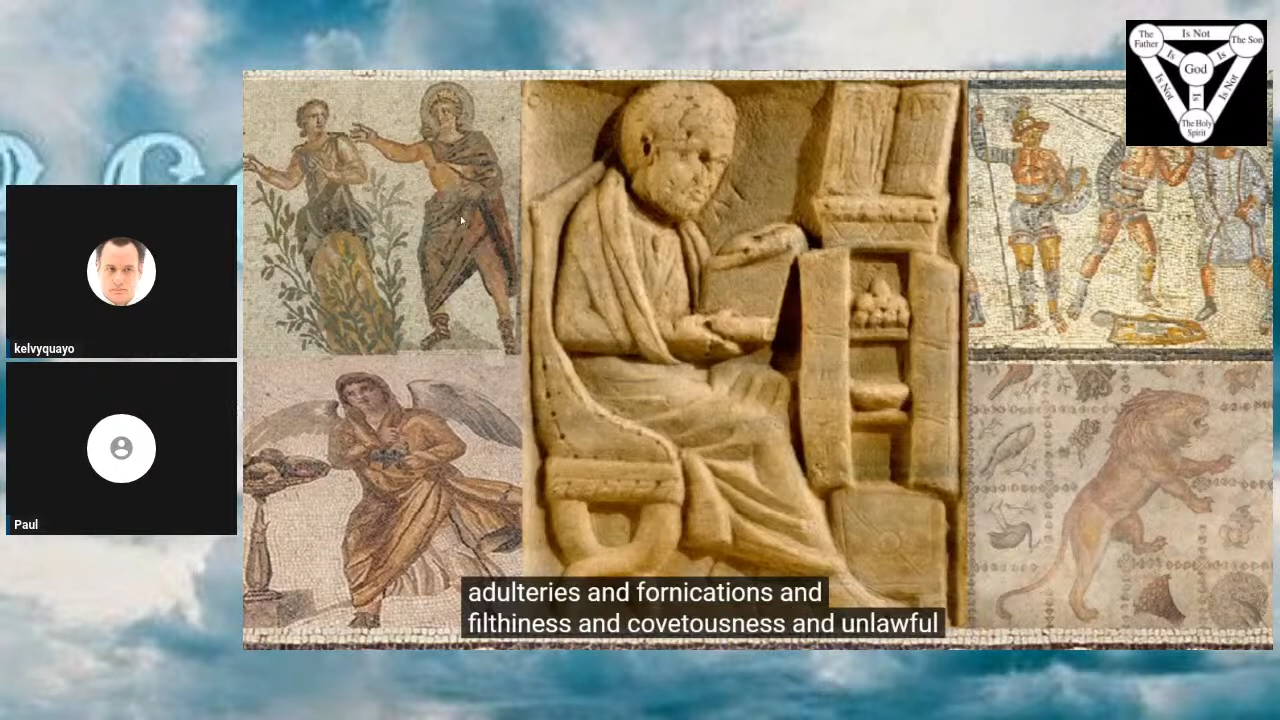 The Father
Is Not
The Son
Is
Is
God
Is Not
Is
Is Not
The Holy
Spirit
kelvyquayo
Paul
adulteries and fornications and
filthiness and covetousness and unlawful